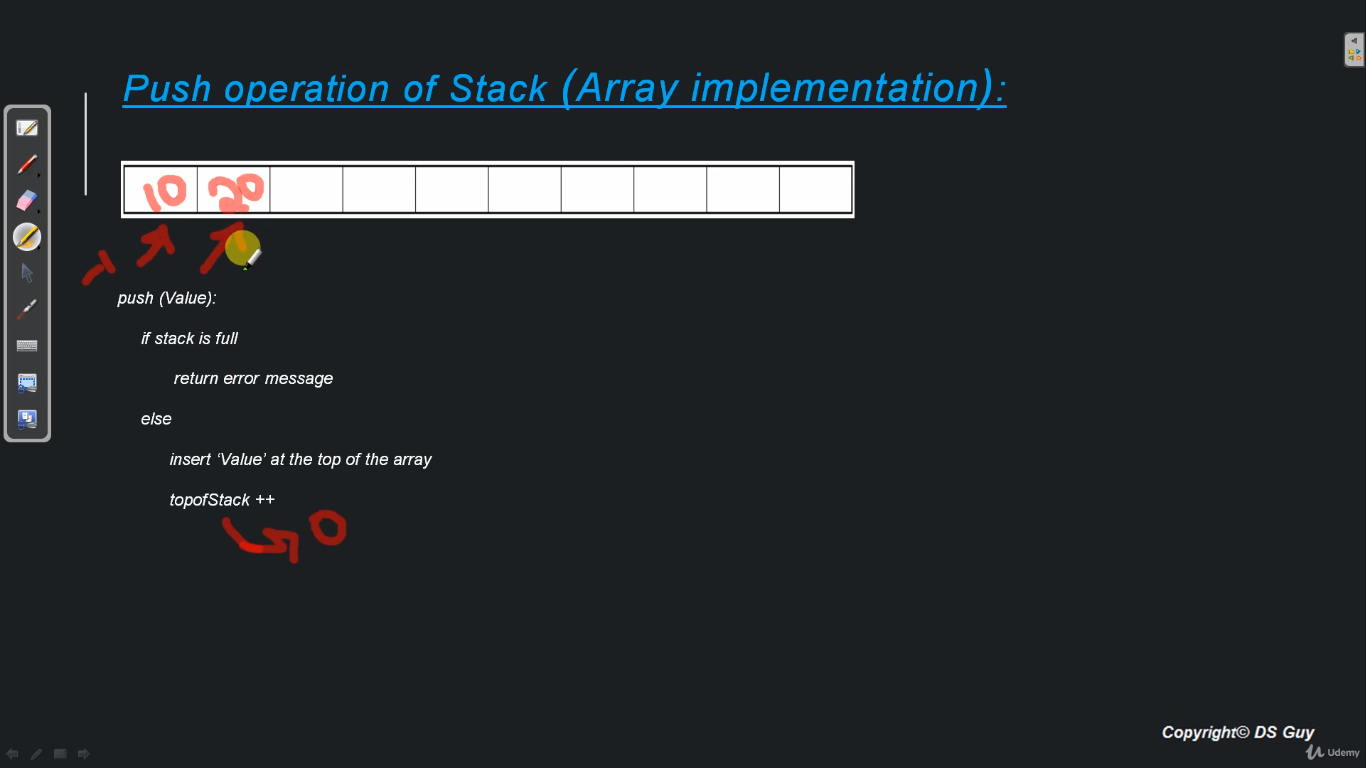 Push operation of Stack (Array implementation):
10 20
push (Value):
if stack is full
return error message
else
insert ‘Value’ at the top of the array
topofStack ++
0
Copyright© DS Guy
Udemy